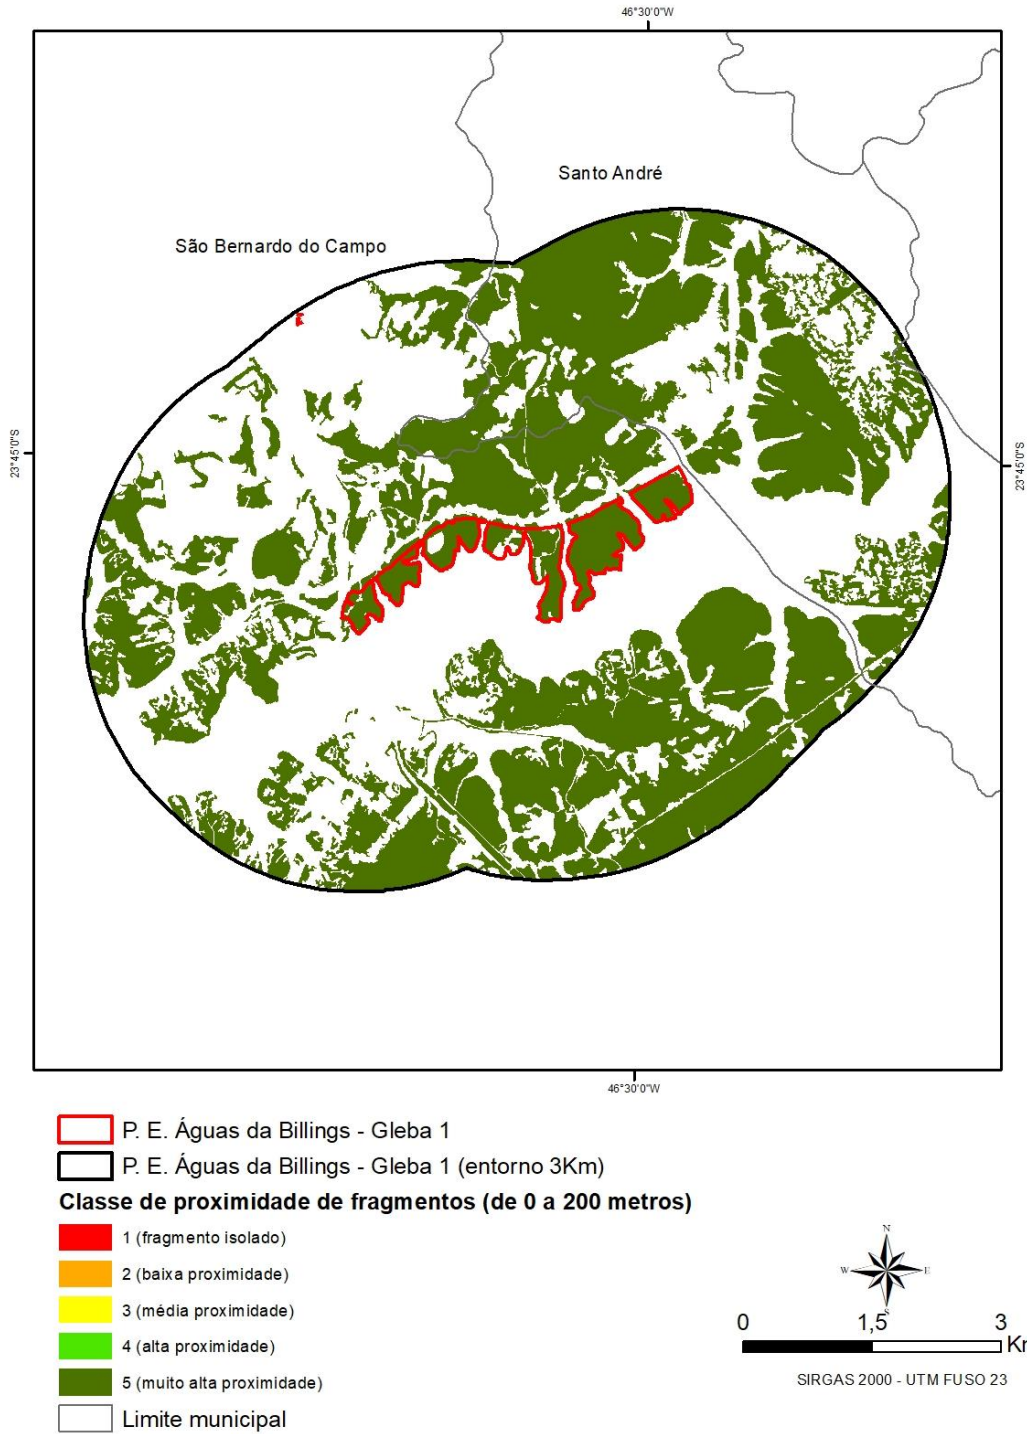 46°30'0"W
Santo André
São Bernardo do Campo
23°45'0"S
23°45'0"S
46°30'0"W
P. E. Águas da Billings - Gleba 1
P. E. Águas da Billings - Gleba 1 (entorno 3Km)
Classe de proximidade de fragmentos (de 0 a 200 metros)
1 (fragmento isolado)
2 (baixa proximidade)
3 (média proximidade)
4 (alta proximidade)
5 (muito alta proximidade)
Limite municipal
N
W E
S
0 1,5 3
Km
SIRGAS 2000 - UTM FUSO 23